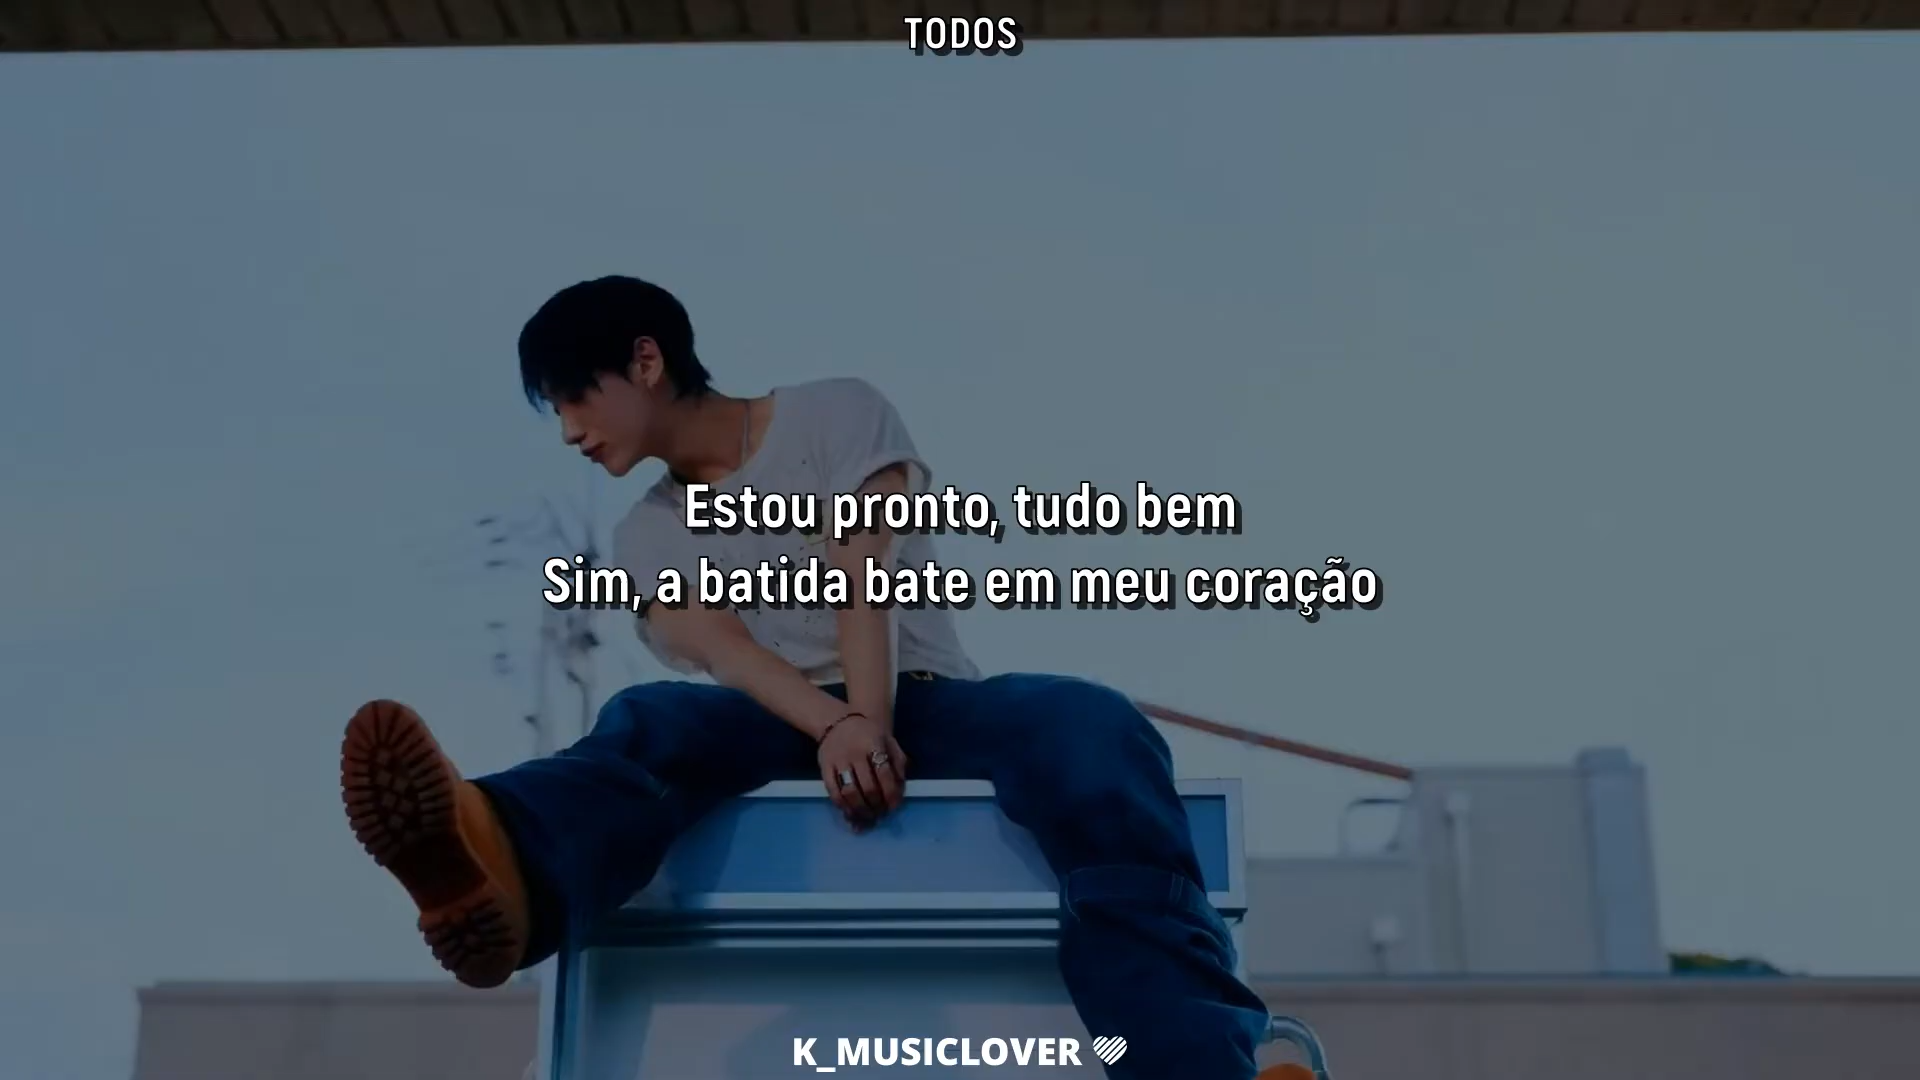 TODOS
Estou pronto, tudo bem
Sim, a batida bate em meu coração
K_MUSICLOVER